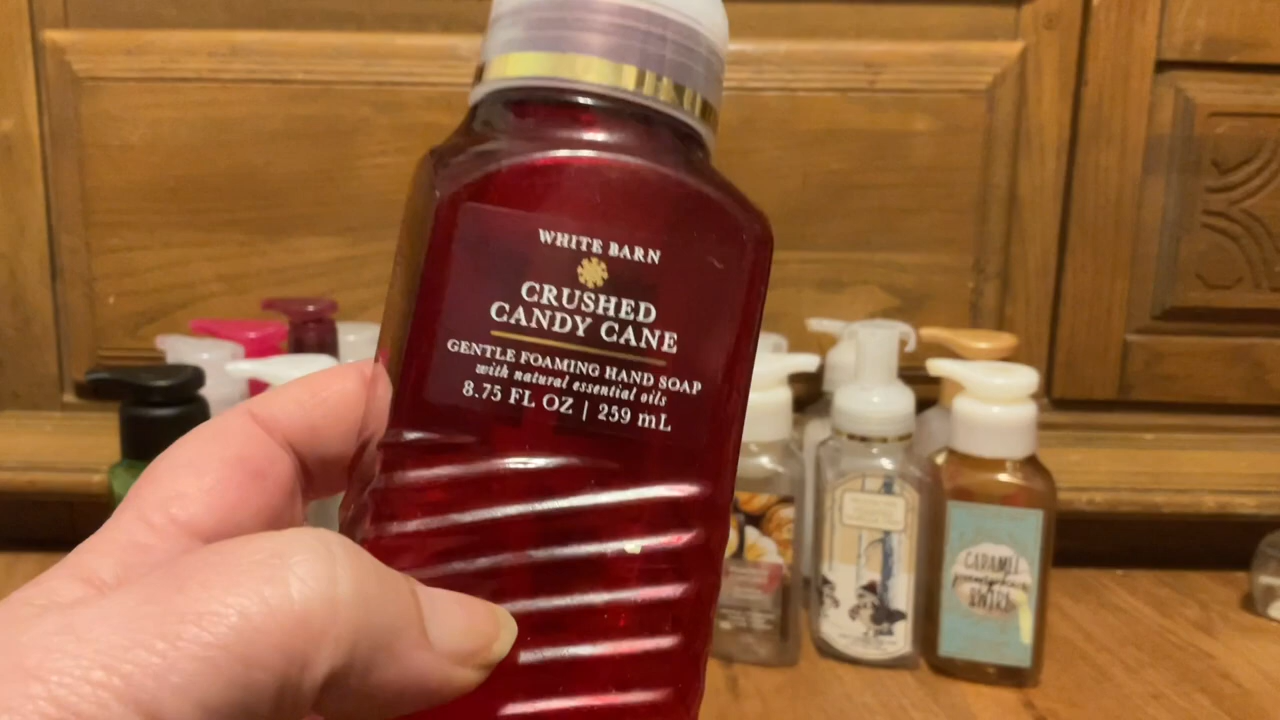 WHITE BARN
CRUSHED
CANDY CANE
GENTLE FOAMING HAND SOAP
with natural essential oils
8.75 FL OZ | 259 mL
CARAMEL
SWIRL